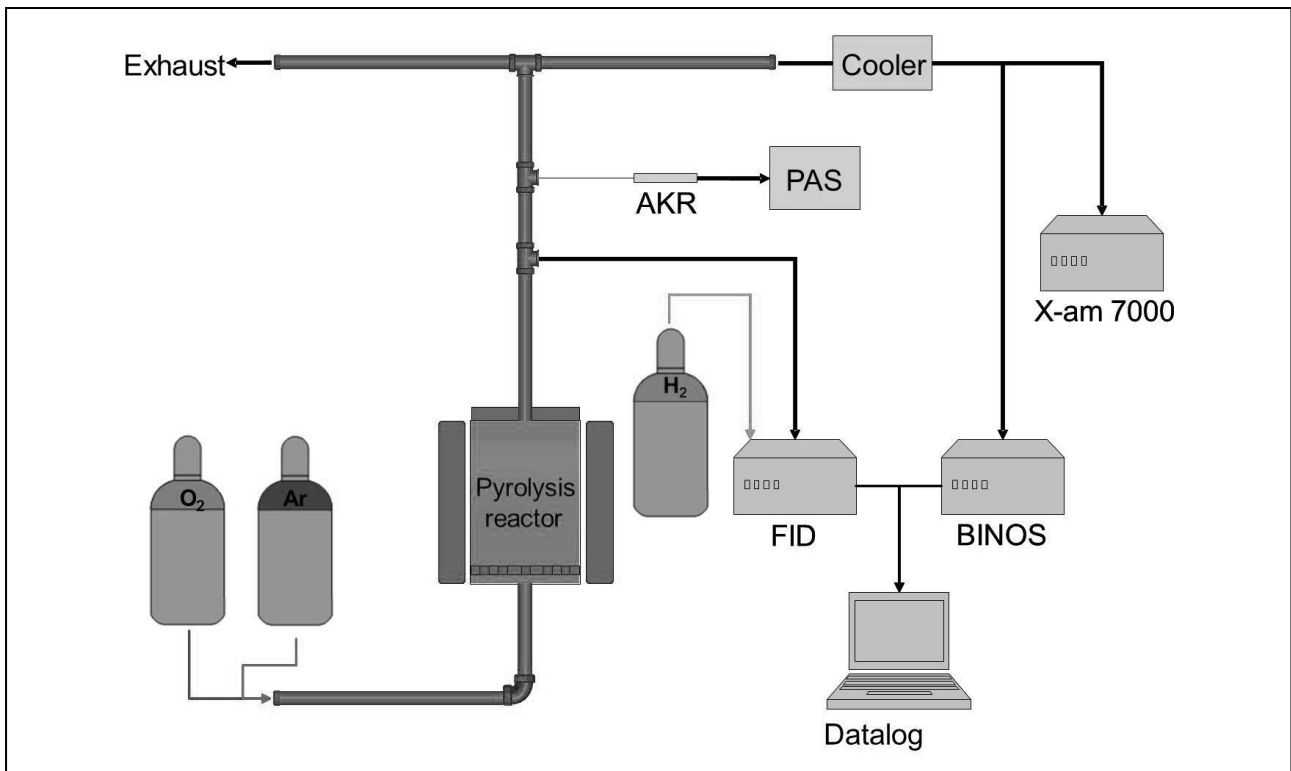 Exhaust
Cooler
PAS
AKR
X-am 7000
H₂
O₂
Ar
Pyrolysis
reactor
FID
BINOS
Datalog